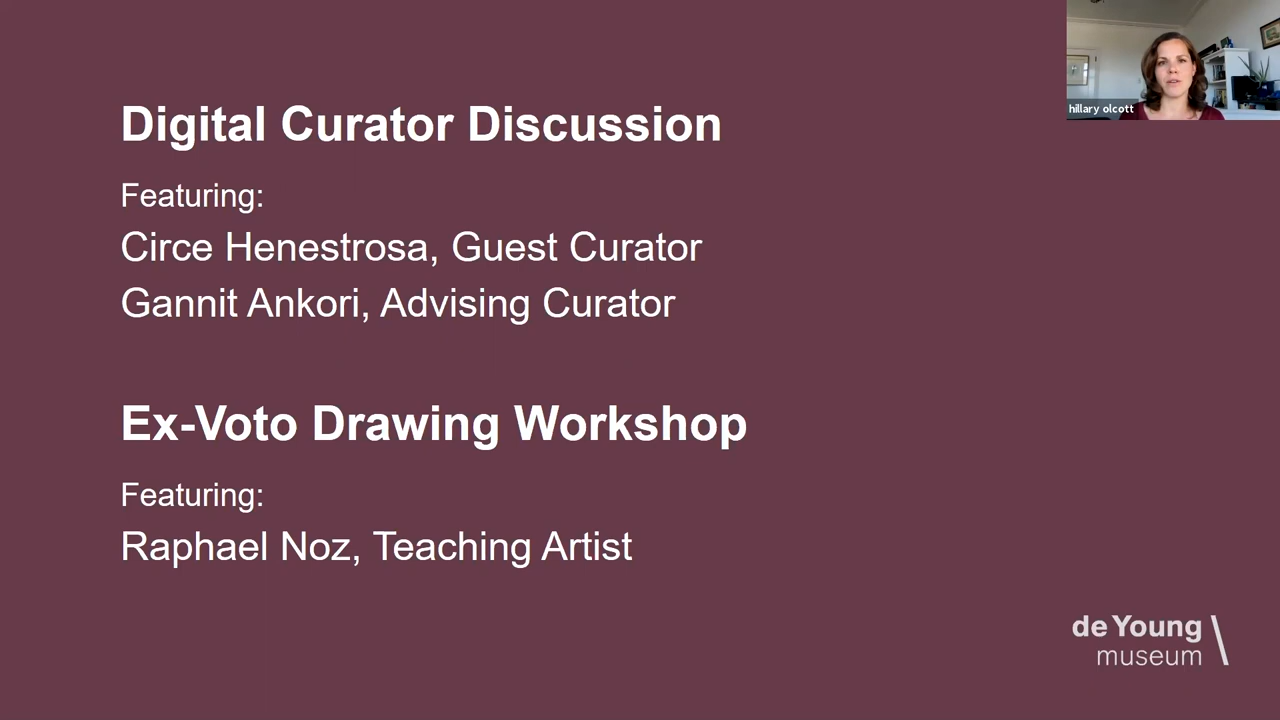 hillary olcott
Digital Curator Discussion
Featuring:
Circe Henestrosa, Guest Curator
Gannit Ankori, Advising Curator
Ex-Voto Drawing Workshop
Featuring:
Raphael Noz, Teaching Artist
de Young
museum